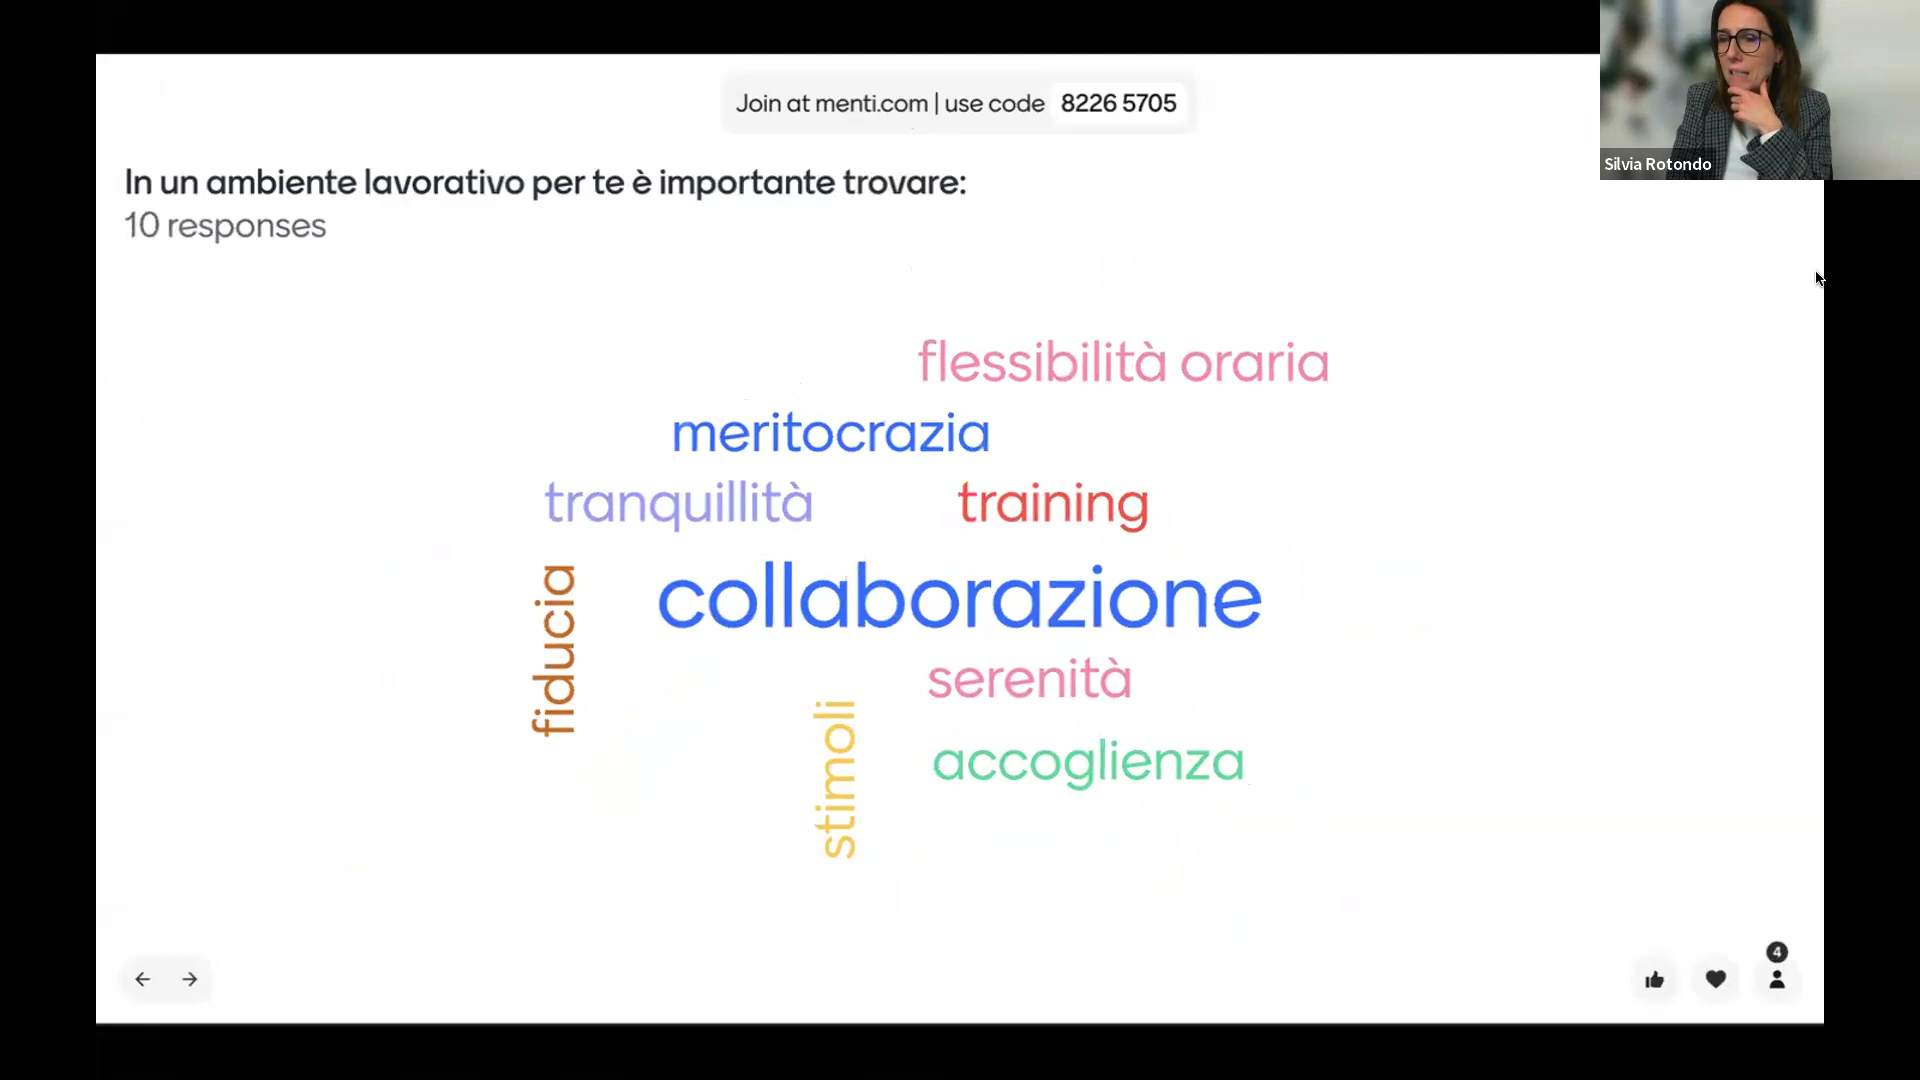 Join at menti.com | use code 8226 5705
Silvia Rotondo
In un ambiente lavorativo per te è importante trovare:
10 responses
flessibilità oraria
meritocrazia
tranquillità
training
fiducia
collaborazione
serenità
stimoli
accoglienza
4